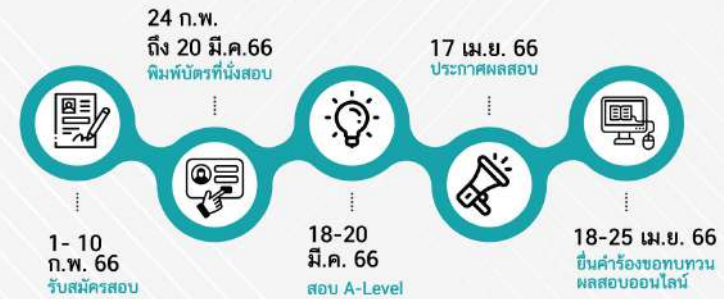 1- 10
ก.พ. 66
รับสมัครสอบ
24 ก.พ.
ถึง 20 มี.ค.66
พิมพ์บัตรที่นั่งสอบ
18-20
มี.ค. 66
สอบ A-Level
17 เม.ย. 66
ประกาศผลสอบ
18-25 เม.ย. 66
ยื่นคำร้องขอทบทวน
ผลสอบออนไลน์